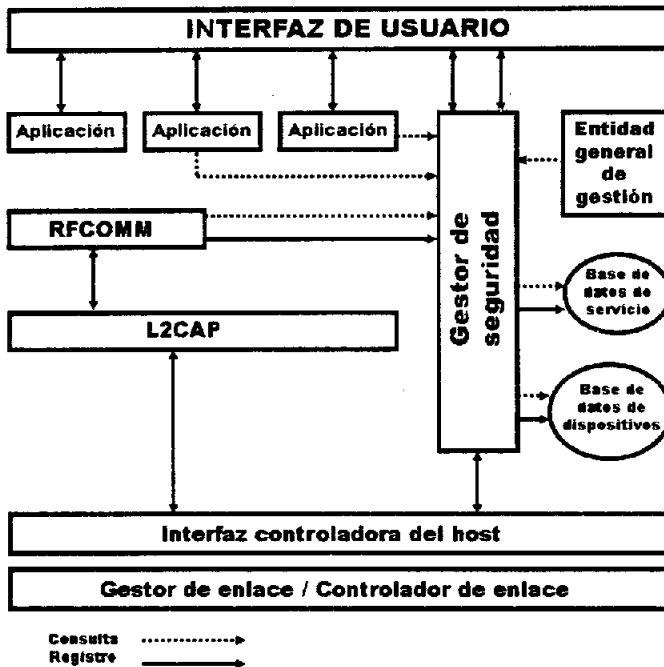 INTERFAZ DE USUARIO
Aplicación
Aplicación
Aplicación
Entidad
general
de
gestión
RFCOMM
Gestor de
seguridad
Base de
datos de
servicio
L2CAP
Base de
datos de
dispositivos
Interfaz controladora del host
Gestor de enlace / Controlador de enlace
Consulta
Registro